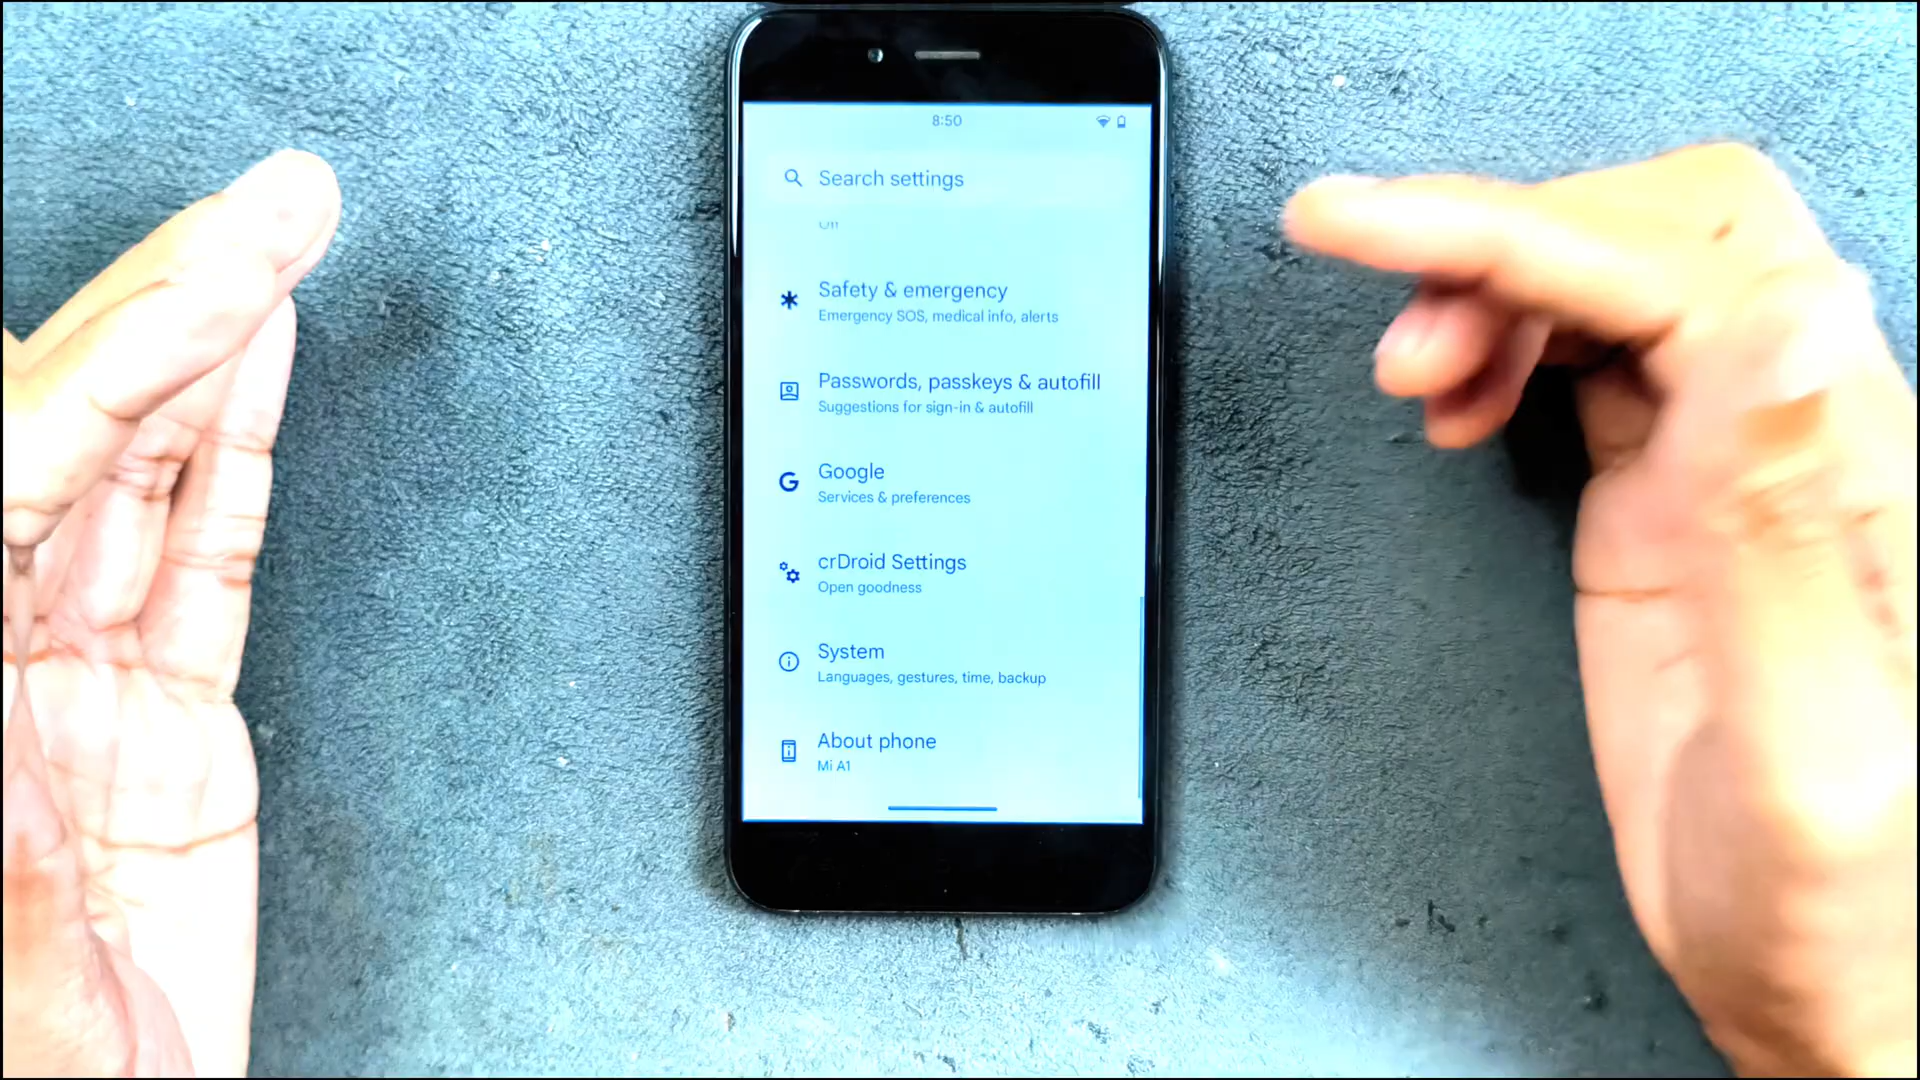 8:50
Search settings
Safety & emergency
Emergency SOS, medical info, alerts
Passwords, passkeys & autofill
Suggestions for sign-in & autofill
Google
Services & preferences
crDroid Settings
Open goodness
System
Languages, gestures, time, backup
About phone
Mi A1